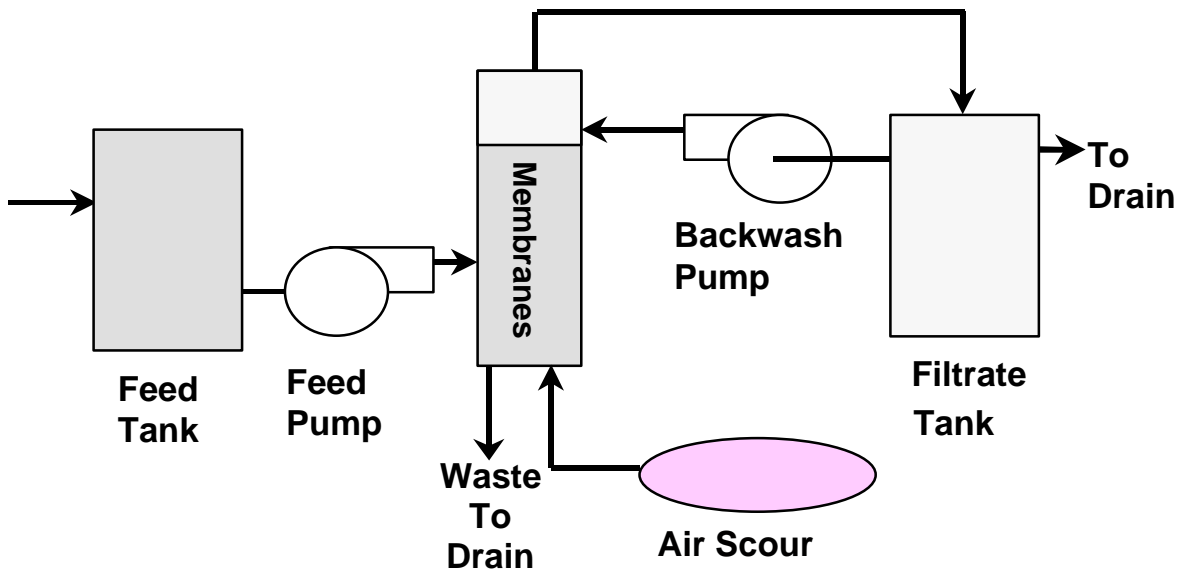 Membranes
To
Drain
Backwash
Pump
Feed
Tank
Feed
Pump
Filtrate
Tank
Waste
To
Drain
Air Scour